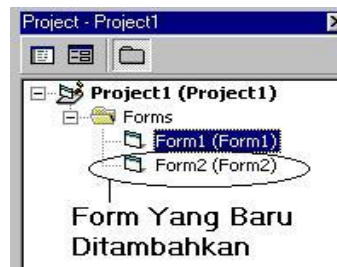 Project - Project1
Project1 (Project1)
Forms
Form1 (Form1)
Form2 (Form2)
Form Yang Baru
Ditambahkan